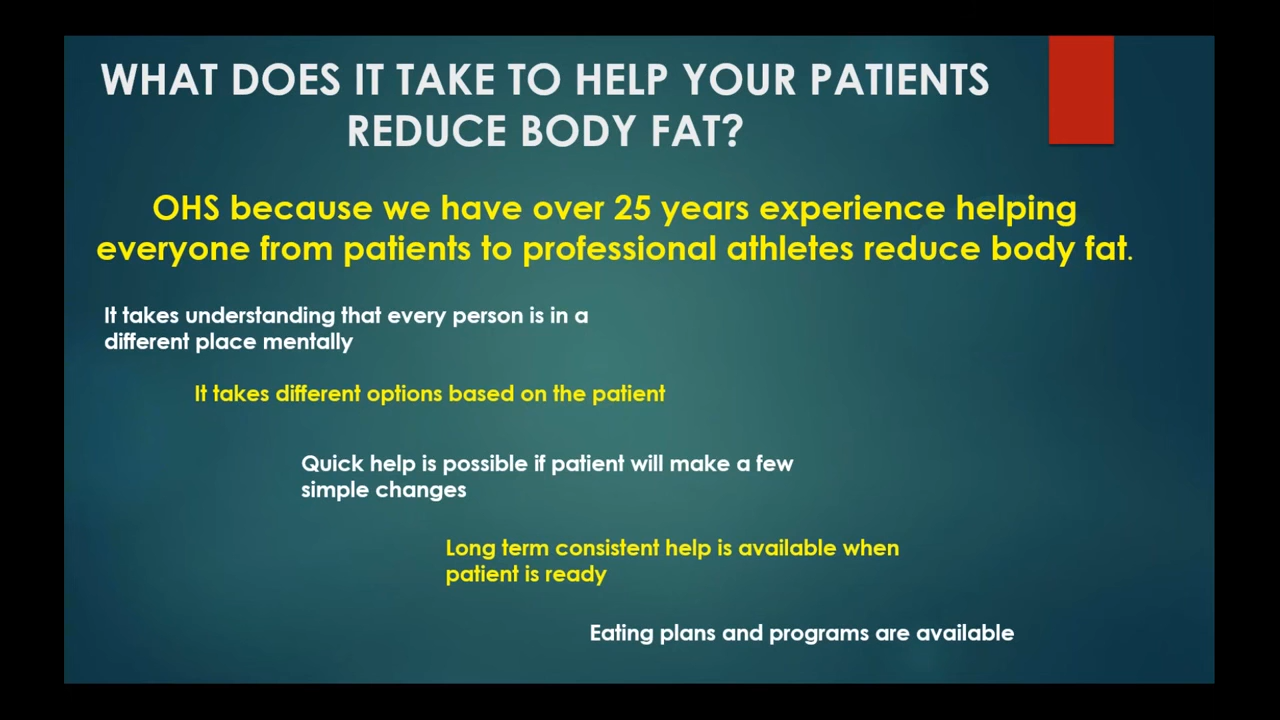 WHAT DOES IT TAKE TO HELP YOUR PATIENTS
REDUCE BODY FAT?
OHS because we have over 25 years experience helping
everyone from patients to professional athletes reduce body fat.
It takes understanding that every person is in a
different place mentally
It takes different options based on the patient
Quick help is possible if patient will make a few
simple changes
Long term consistent help is available when
patient is ready
Eating plans and programs are available